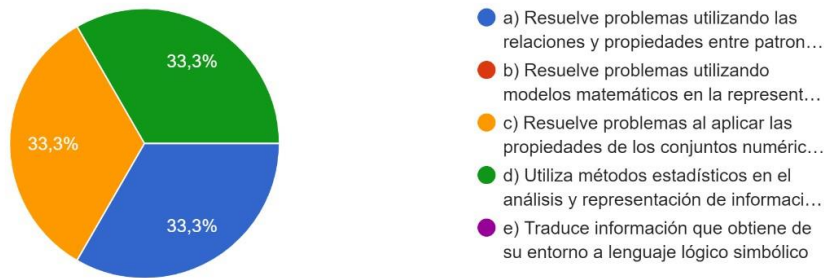 33,3%
33,3%
33,3%
a) Resuelve problemas utilizando las
relaciones y propiedades entre patron…
b) Resuelve problemas utilizando
modelos matemáticos en la represent…
c) Resuelve problemas al aplicar las
propiedades de los conjuntos numéric…
d) Utiliza métodos estadísticos en el
análisis y representación de informaci…
e) Traduce información que obtiene de
su entorno a lenguaje lógico simbólico